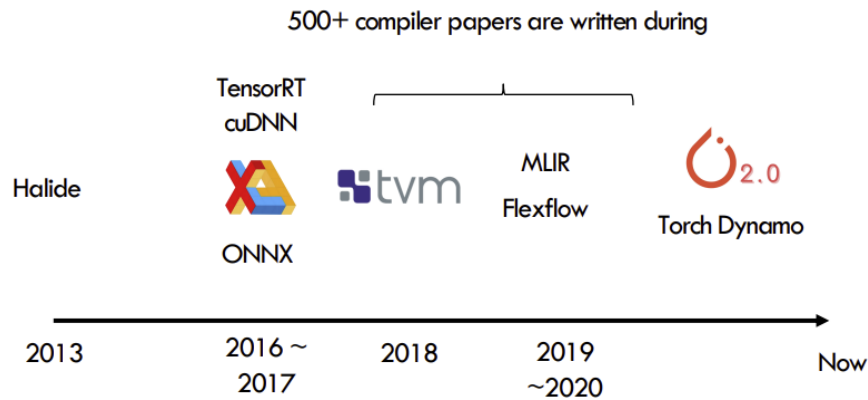 500+ compiler papers are written during
TensorRT
cuDNN
Halide
XLA
ONNX
tvm
MLIR
Flexflow
2.0
Torch Dynamo
2013
2016 ~
2017
2018
2019
~2020
Now